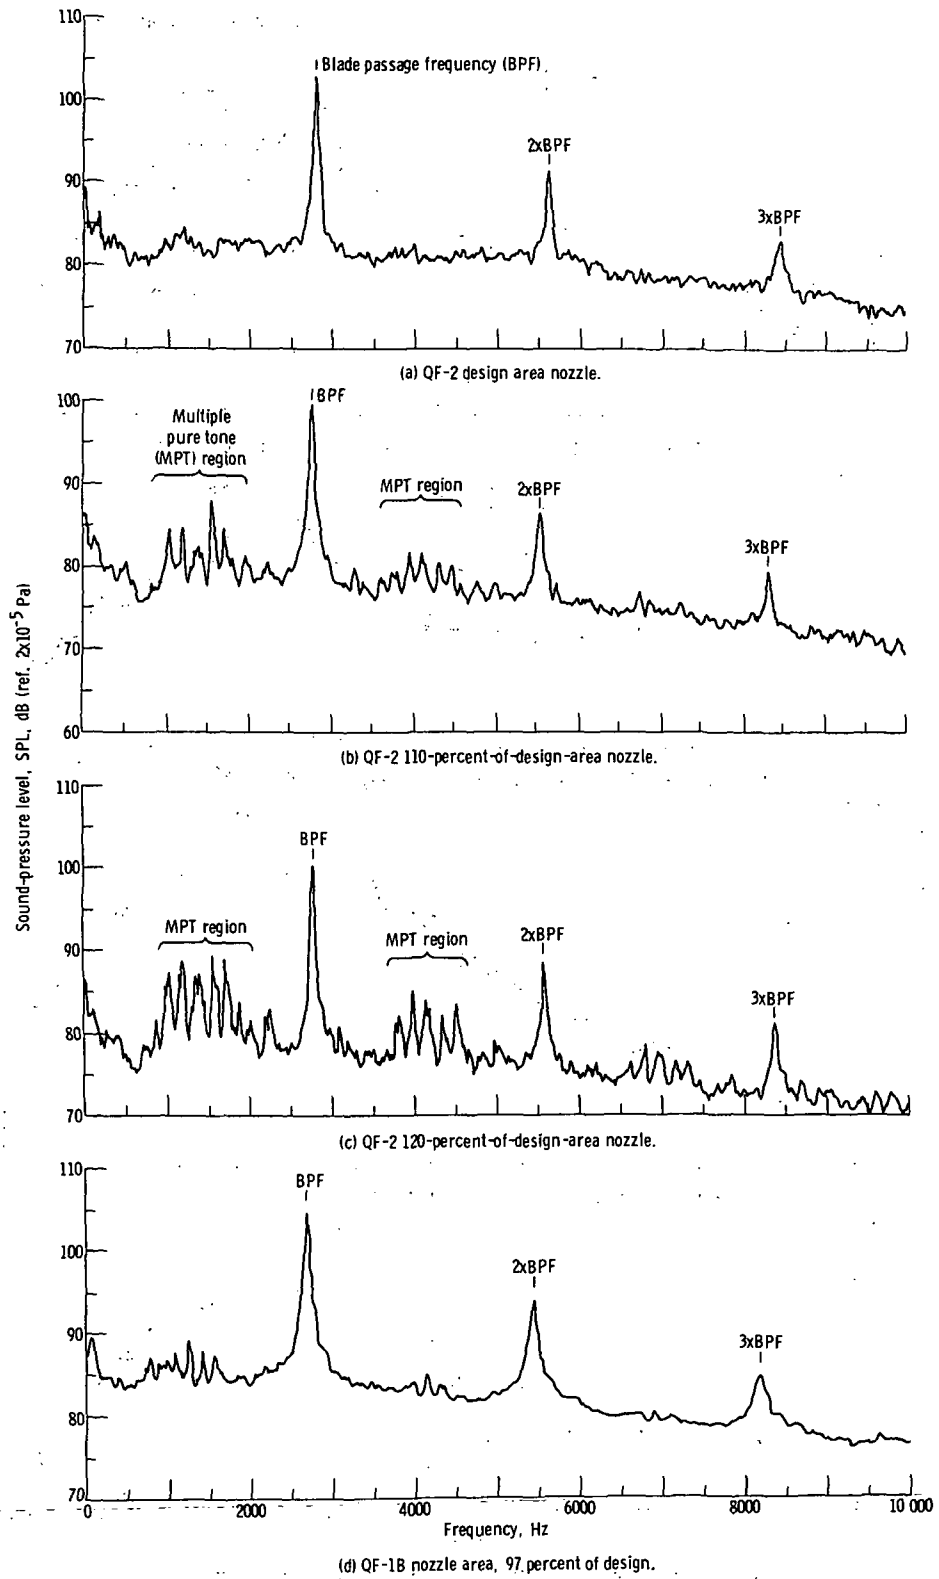 110
Blade passage frequency (BPF)
100
2xBPF
90
3xBPF
80
70
(a) QF-2 design area nozzle.
100
BPF
Multiple
pure tone
(MPT) region
90
MPT region
2xBPF
80
3xBPF
70
60
(b) QF-2 110-percent-of-design-area nozzle.
Sound-pressure level, SPL, dB (ref. 2x10⁻⁵ Pa)
110
BPF
100
MPT region
MPT region
2xBPF
90
3xBPF
80
70
(c) QF-2 120-percent-of-design-area nozzle.
110
BPF
100
2xBPF
90
3xBPF
80
70
0 2000 4000 6000 8000 10 000
Frequency, Hz
(d) QF-1B nozzle area, 97 percent of design.